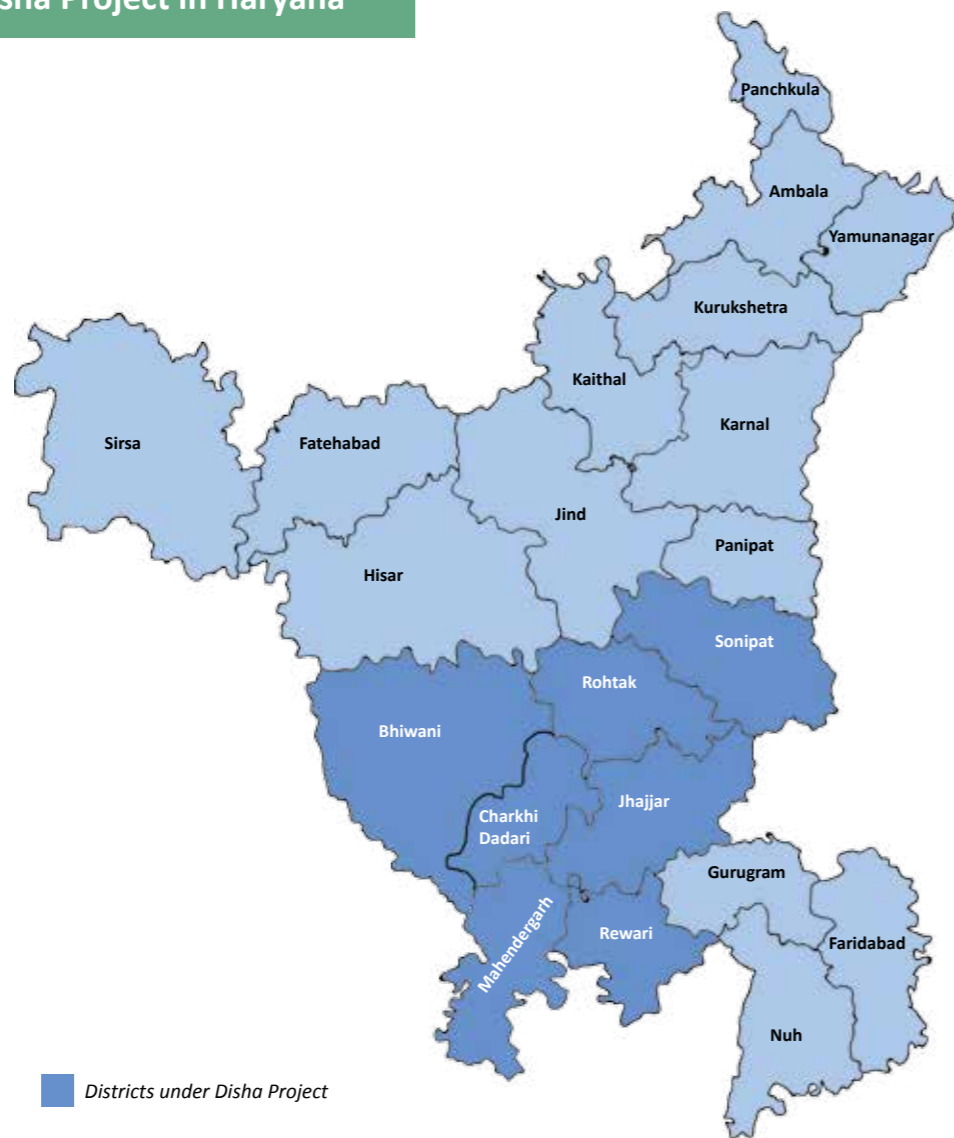 sha Project in Haryana
Panchkula
Ambala
Yamunanagar
Kurukshetra
Kaithal
Karnal
Sirsa
Fatehabad
Jind
Panipat
Hisar
Sonipat
Rohtak
Bhiwani
Jhajjar
Charkhi
Dadari
Gurugram
Mahendergarh
Rewari
Faridabad
Nuh
Districts under Disha Project